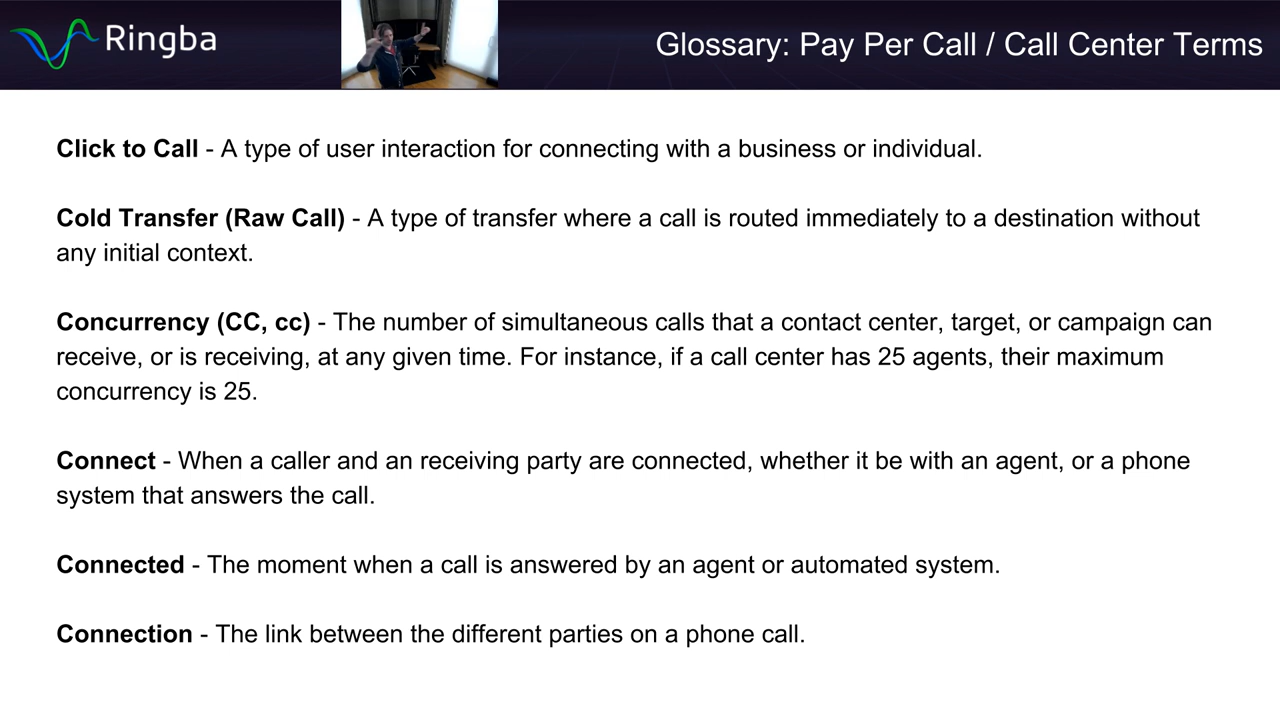 Ringba
Glossary: Pay Per Call / Call Center Terms
Click to Call - A type of user interaction for connecting with a business or individual.
Cold Transfer (Raw Call) - A type of transfer where a call is routed immediately to a destination without
any initial context.
Concurrency (CC, cc) - The number of simultaneous calls that a contact center, target, or campaign can
receive, or is receiving, at any given time. For instance, if a call center has 25 agents, their maximum
concurrency is 25.
Connect - When a caller and an receiving party are connected, whether it be with an agent, or a phone
system that answers the call.
Connected - The moment when a call is answered by an agent or automated system.
Connection - The link between the different parties on a phone call.